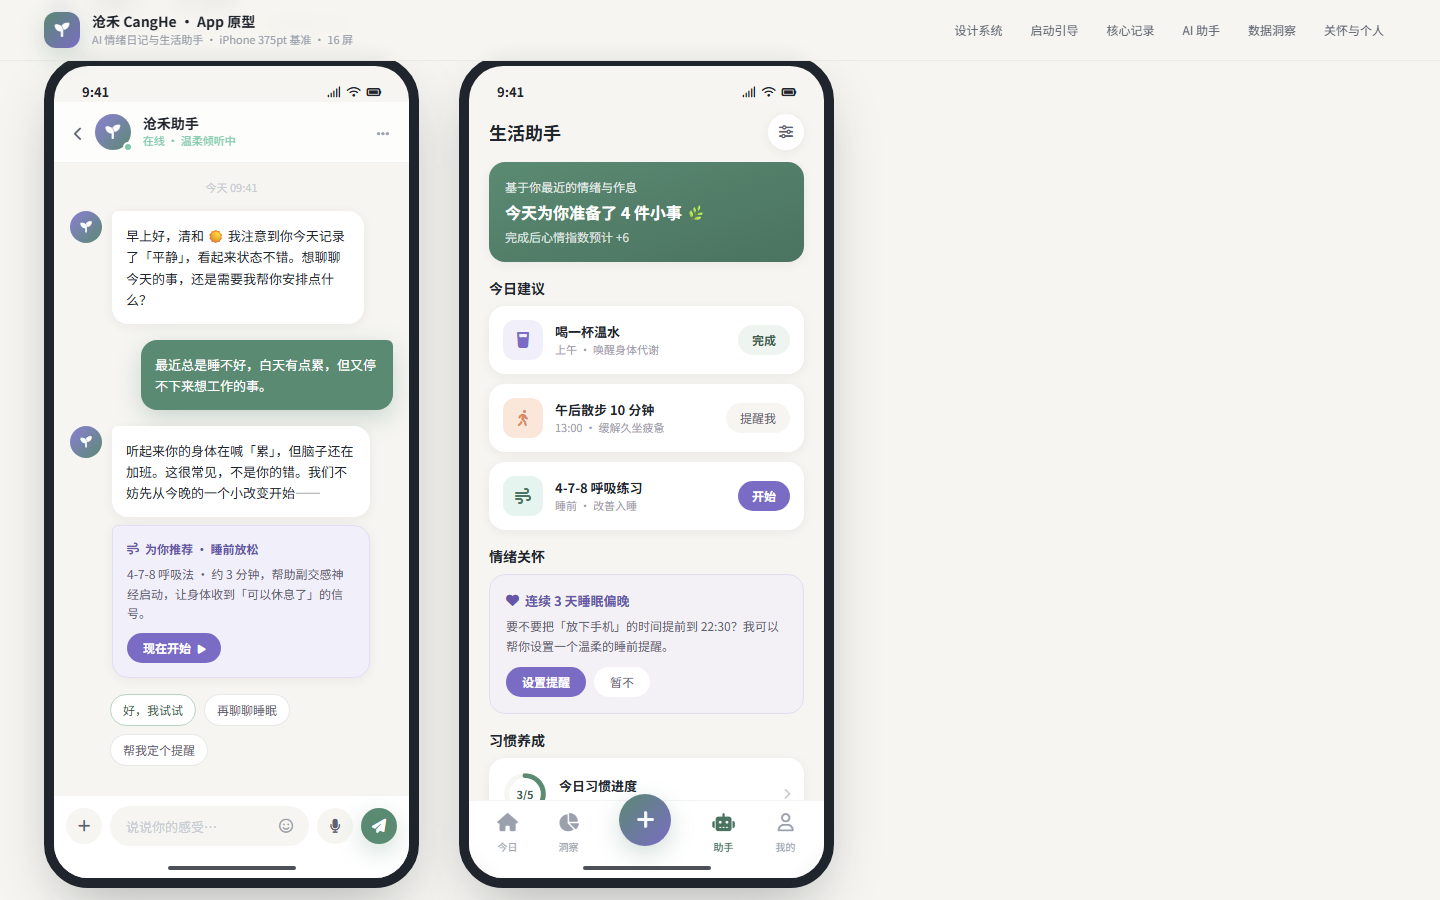 沧禾 CangHe · App 原型
AI 情绪日记与生活助手 · iPhone 375pt 基准 · 16 屏
设计系统
启动引导
核心记录
AI 助手
数据洞察
关怀与个人
9:41
沧禾助手
在线 · 温柔倾听中
今天 09:41
早上好，清和 🌼 我注意到你今天记录
了「平静」，看起来状态不错。想聊聊
今天的事，还是需要我帮你安排点什
么？
最近总是睡不好，白天有点累，但又停
不下来想工作的事。
听起来你的身体在喊「累」，但脑子还在
加班。这很常见，不是你的错。我们不
妨先从今晚的一个小改变开始——
为你推荐 · 睡前放松
4-7-8 呼吸法 · 约 3 分钟，帮助副交感神
经启动，让身体收到「可以休息了」的信
号。
现在开始
好，我试试
再聊聊睡眠
帮我定个提醒
说说你的感受…
9:41
生活助手
基于你最近的情绪与作息
今天为你准备了 4 件小事 🌿
完成后心情指数预计 +6
今日建议
喝一杯温水
上午 · 唤醒身体代谢
完成
午后散步 10 分钟
13:00 · 缓解久坐疲惫
提醒我
4-7-8 呼吸练习
睡前 · 改善入睡
开始
情绪关怀
连续 3 天睡眠偏晚
要不要把「放下手机」的时间提前到 22:30？我可以
帮你设置一个温柔的睡前提醒。
设置提醒
暂不
习惯养成
3/5
今日习惯进度
今日
洞察
助手
我的